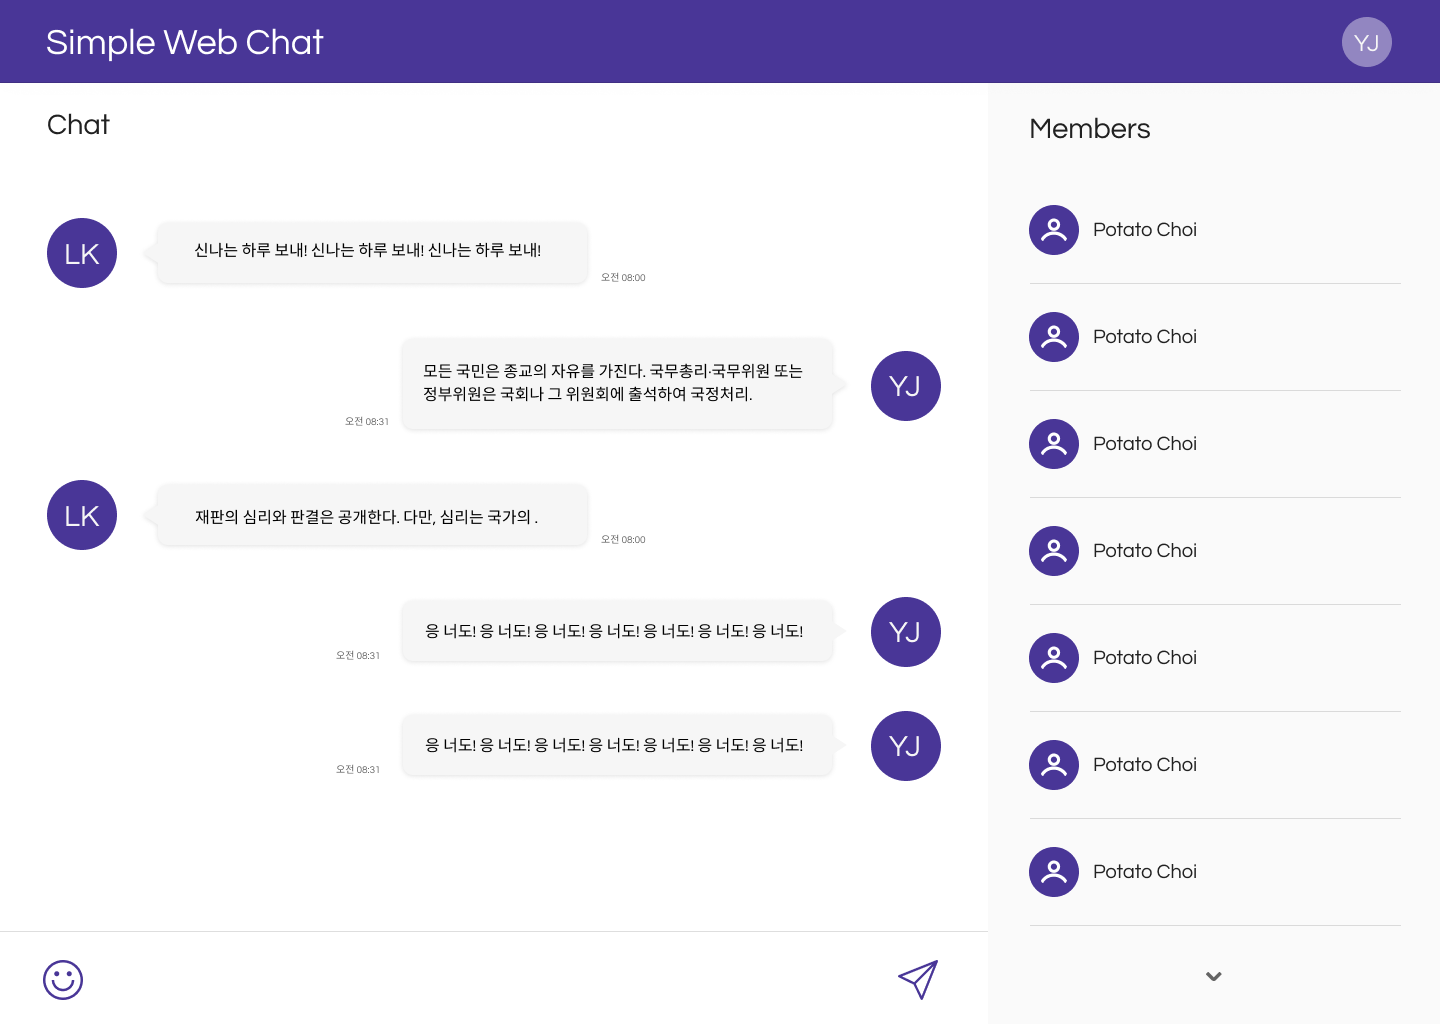 Simple Web Chat
YJ
Chat
LK
신나는 하루 보내! 신나는 하루 보내! 신나는 하루 보내!
오전 08:00
모든 국민은 종교의 자유를 가진다. 국무총리·국무위원 또는
정부위원은 국회나 그 위원회에 출석하여 국정처리.
오전 08:31
YJ
LK
재판의 심리와 판결은 공개한다. 다만, 심리는 국가의 .
오전 08:00
응 너도! 응 너도! 응 너도! 응 너도! 응 너도! 응 너도! 응 너도!
오전 08:31
YJ
응 너도! 응 너도! 응 너도! 응 너도! 응 너도! 응 너도! 응 너도!
오전 08:31
YJ
Members
Potato Choi
Potato Choi
Potato Choi
Potato Choi
Potato Choi
Potato Choi
Potato Choi